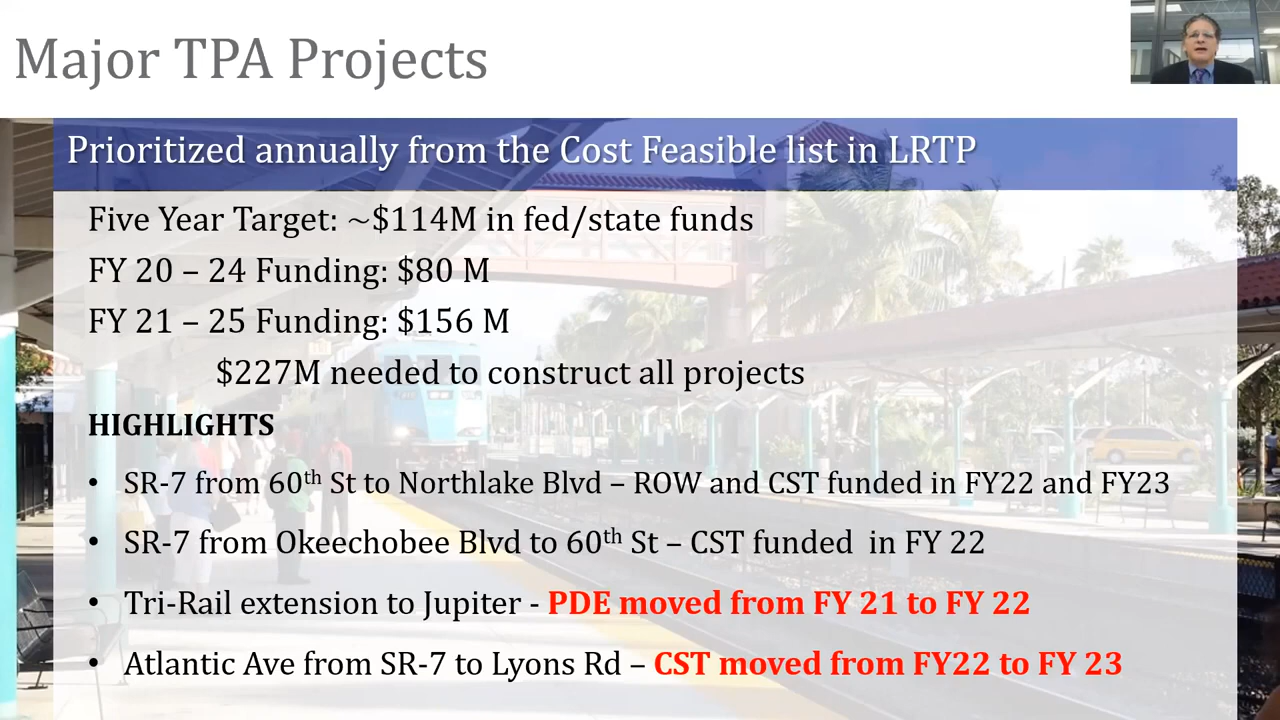 Major TPA Projects
Prioritized annually from the Cost Feasible list in LRTP
Five Year Target: ~$114M in fed/state funds
FY 20 – 24 Funding: $80 M
FY 21 – 25 Funding: $156 M
$227M needed to construct all projects
HIGHLIGHTS
• SR-7 from 60th St to Northlake Blvd – ROW and CST funded in FY22 and FY23
• SR-7 from Okeechobee Blvd to 60th St – CST funded  in FY 22
• Tri-Rail extension to Jupiter - PDE moved from FY 21 to FY 22
• Atlantic Ave from SR-7 to Lyons Rd – CST moved from FY22 to FY 23